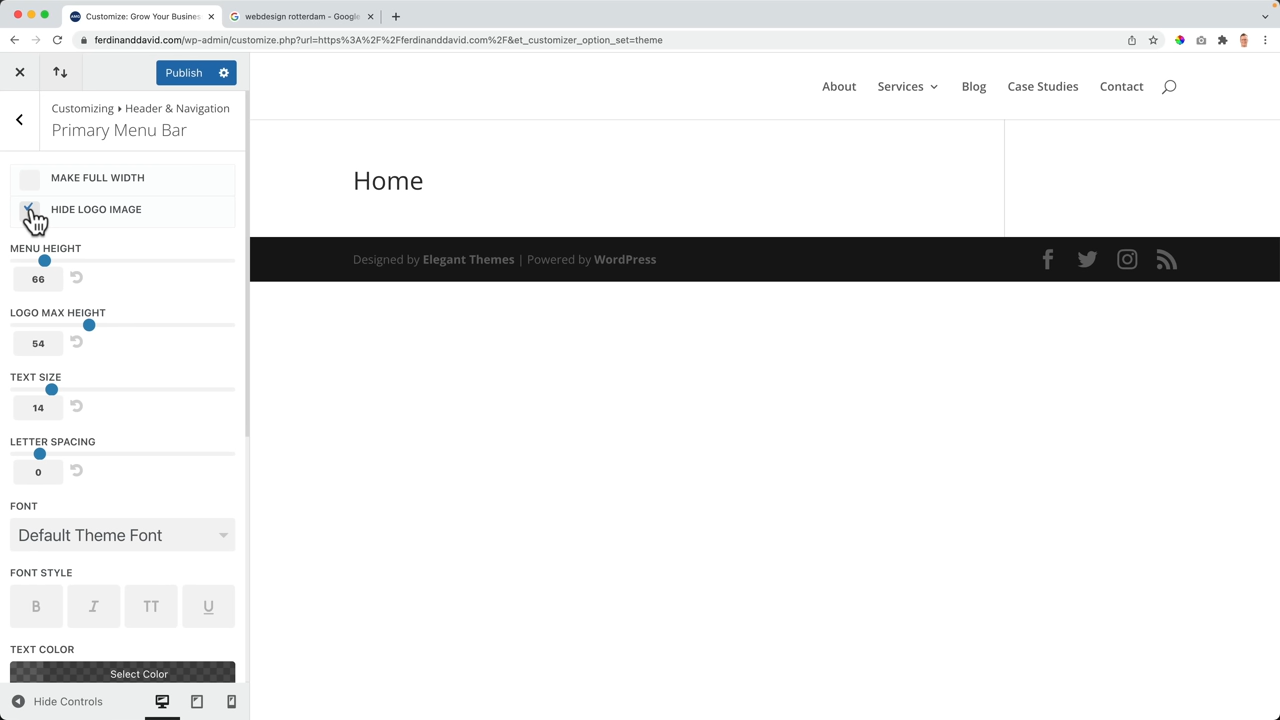 Customize: Grow Your Busines
webdesign rotterdam - Google
ferdinanddavid.com/wp-admin/customize.php?url=https%3A%2F%2Fferdinanddavid.com%2F&et_customizer_option_set=theme
Publish
Customizing ▸ Header & Navigation
Primary Menu Bar
MAKE FULL WIDTH
HIDE LOGO IMAGE
MENU HEIGHT
66
LOGO MAX HEIGHT
54
TEXT SIZE
14
LETTER SPACING
0
FONT
Default Theme Font
FONT STYLE
B I TT U
TEXT COLOR
Select Color
Hide Controls
About Services Blog Case Studies Contact
Home
Designed by Elegant Themes | Powered by WordPress